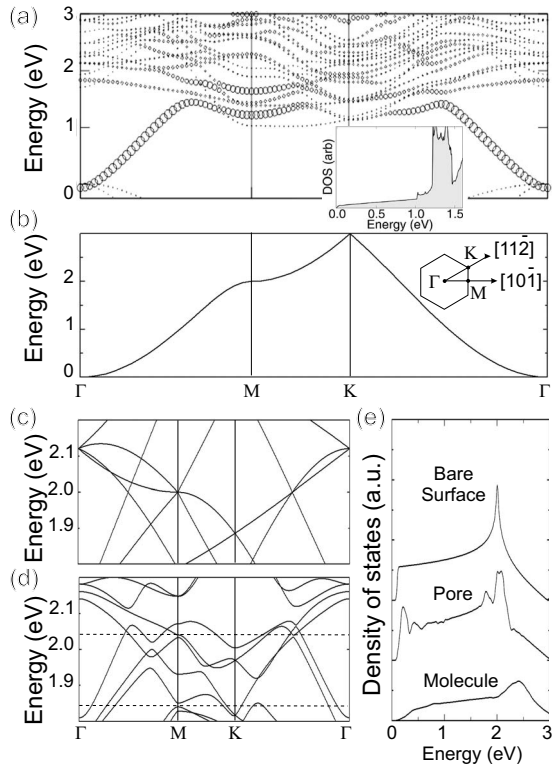 (a)
3
2
1
0
Energy (eV)
DOS (arb)
0.0 0.5 1.0 1.5
Energy (eV)
(b)
2
1
0
Energy (eV)
K [112̄]
Γ [101̄]
M
Γ M K Γ
(c)
2.1
2.0
1.9
Energy (eV)
(d)
2.1
2.0
1.9
1.8
Energy (eV)
Γ M K Γ
(e)
Density of states (a.u.)
Bare
Surface
Pore
Molecule
0 1 2 3
Energy (eV)